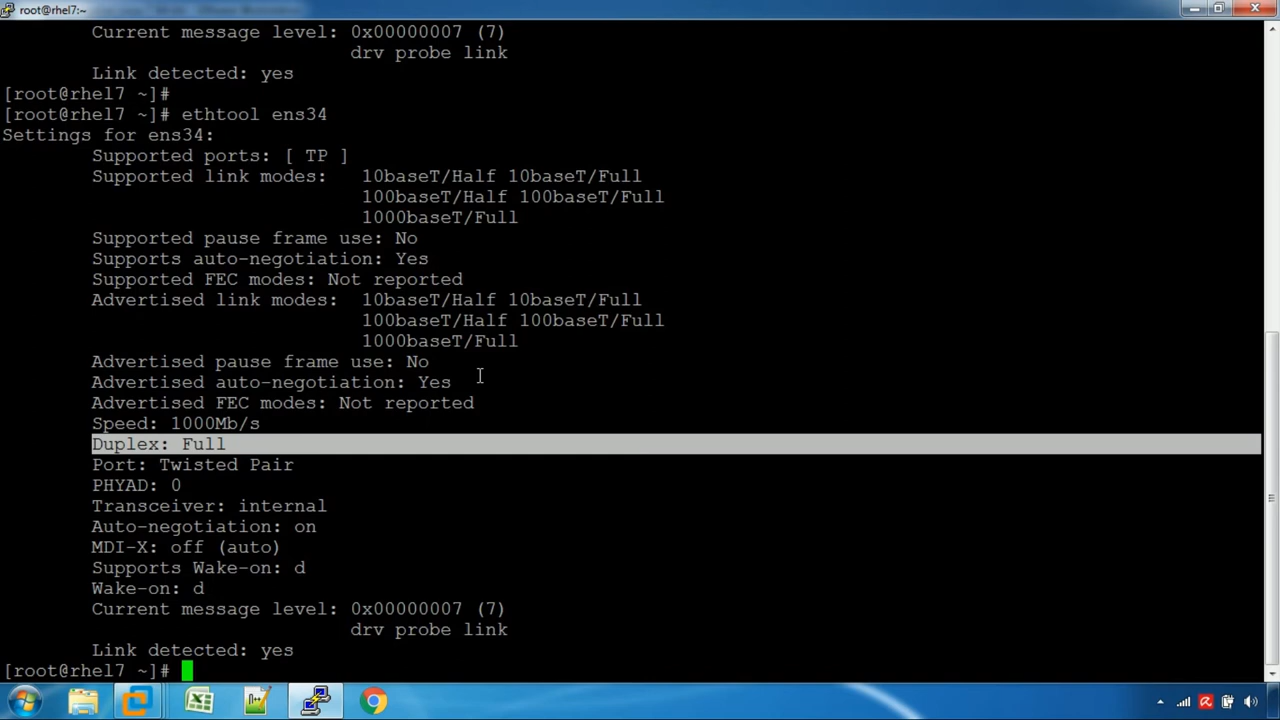 root@rhel7:~
Current message level: 0x00000007 (7)
drv probe link
Link detected: yes
[root@rhel7 ~]#
[root@rhel7 ~]# ethtool ens34
Settings for ens34:
Supported ports: [ TP ]
Supported link modes: 10baseT/Half 10baseT/Full
100baseT/Half 100baseT/Full
1000baseT/Full
Supported pause frame use: No
Supports auto-negotiation: Yes
Supported FEC modes: Not reported
Advertised link modes: 10baseT/Half 10baseT/Full
100baseT/Half 100baseT/Full
1000baseT/Full
Advertised pause frame use: No
Advertised auto-negotiation: Yes
Advertised FEC modes: Not reported
Speed: 1000Mb/s
Duplex: Full
Port: Twisted Pair
PHYAD: 0
Transceiver: internal
Auto-negotiation: on
MDI-X: off (auto)
Supports Wake-on: d
Wake-on: d
Current message level: 0x00000007 (7)
drv probe link
Link detected: yes
[root@rhel7 ~]#